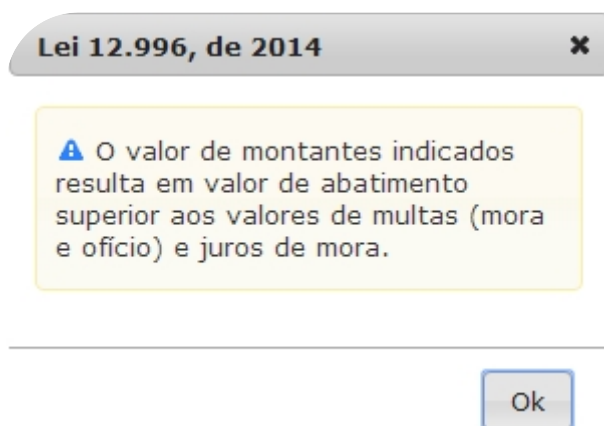 Lei 12.996, de 2014
O valor de montantes indicados
resulta em valor de abatimento
superior aos valores de multas (mora
e ofício) e juros de mora.
Ok